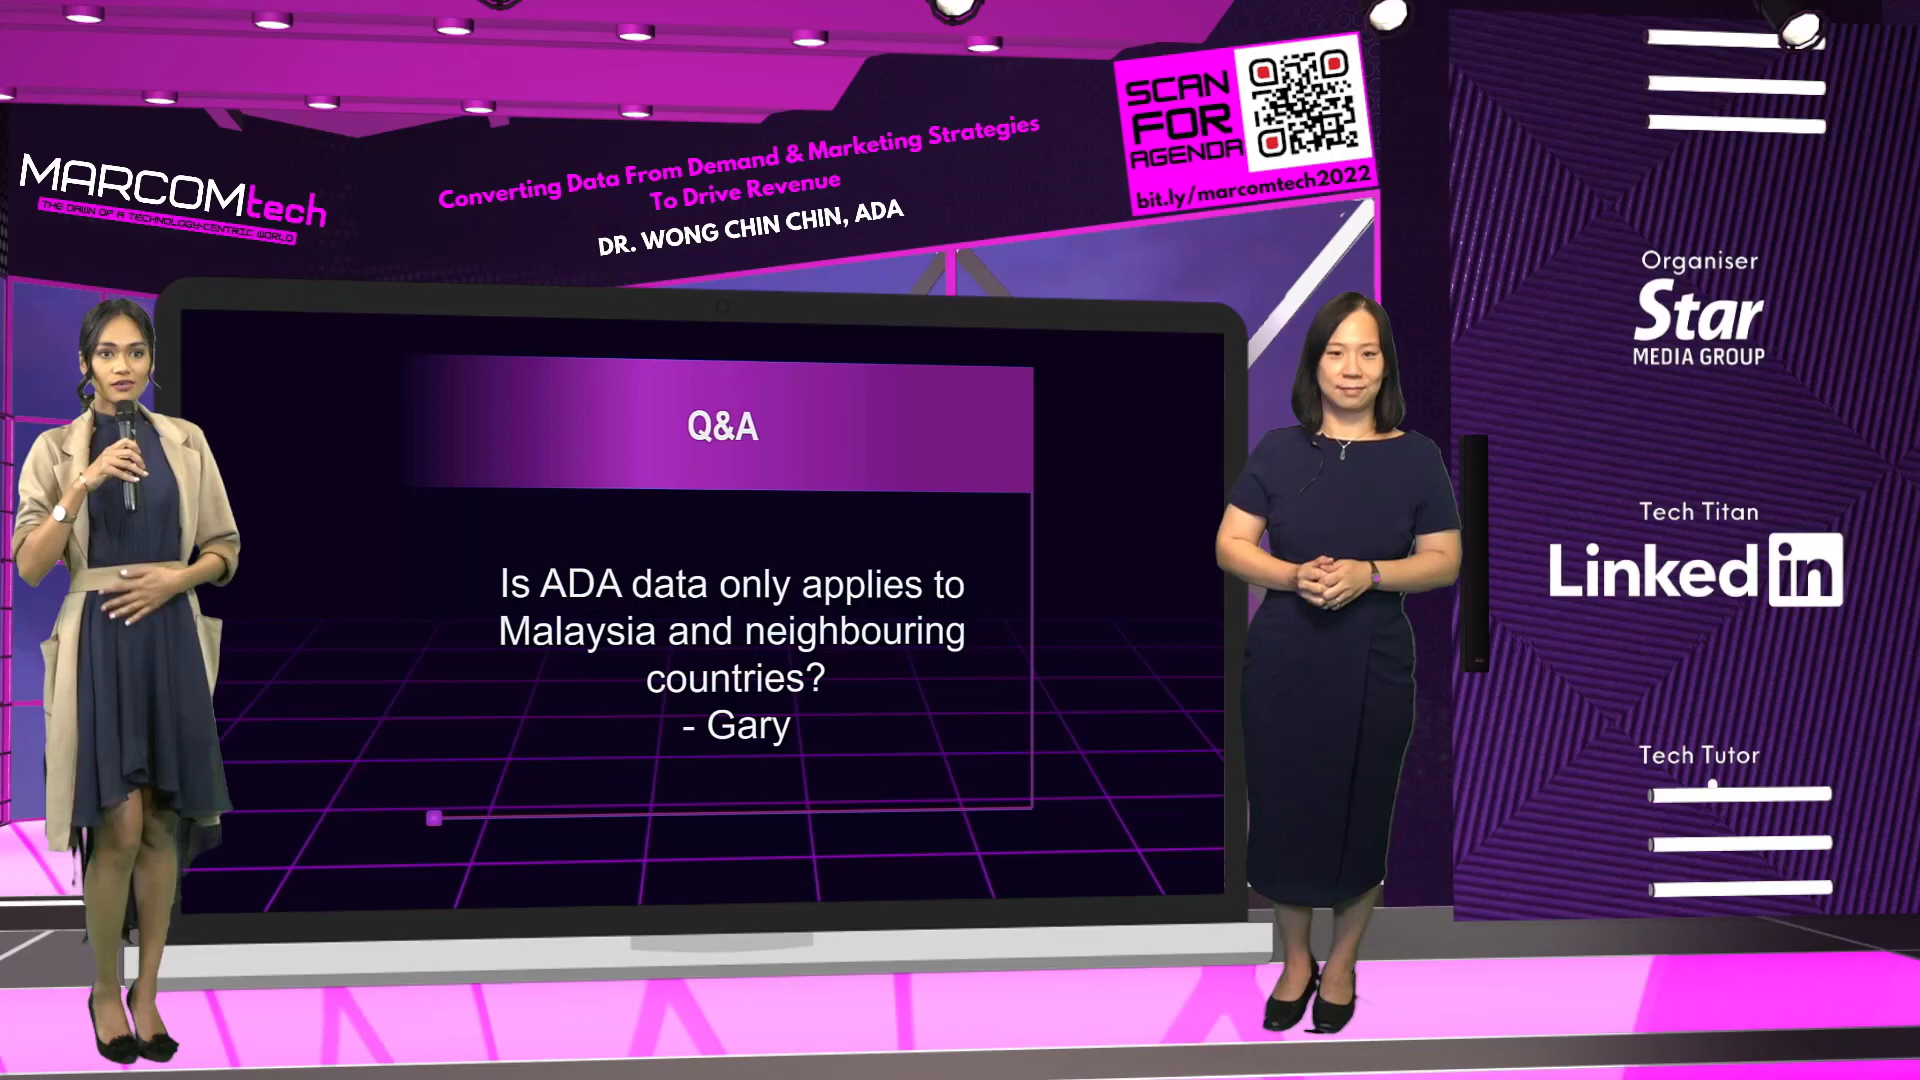 MARCOMtech
THE DAWN OF A TECHNOLOGY-CENTRIC WORLD
Converting Data From Demand & Marketing Strategies
To Drive Revenue
DR. WONG CHIN CHIN, ADA
SCAN
FOR
AGENDA
bit.ly/marcomtech2022
Q&A
Is ADA data only applies to
Malaysia and neighbouring
countries?
- Gary
Organiser
Star
MEDIA GROUP
Tech Titan
Linked in
Tech Tutor